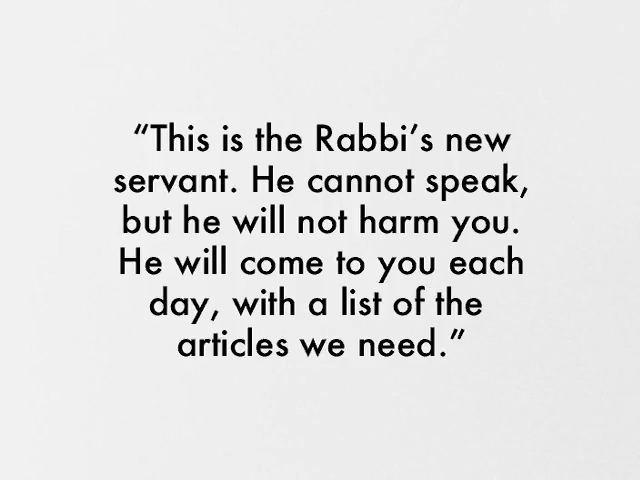 “This is the Rabbi’s new
servant. He cannot speak,
but he will not harm you.
He will come to you each
day, with a list of the
articles we need.”